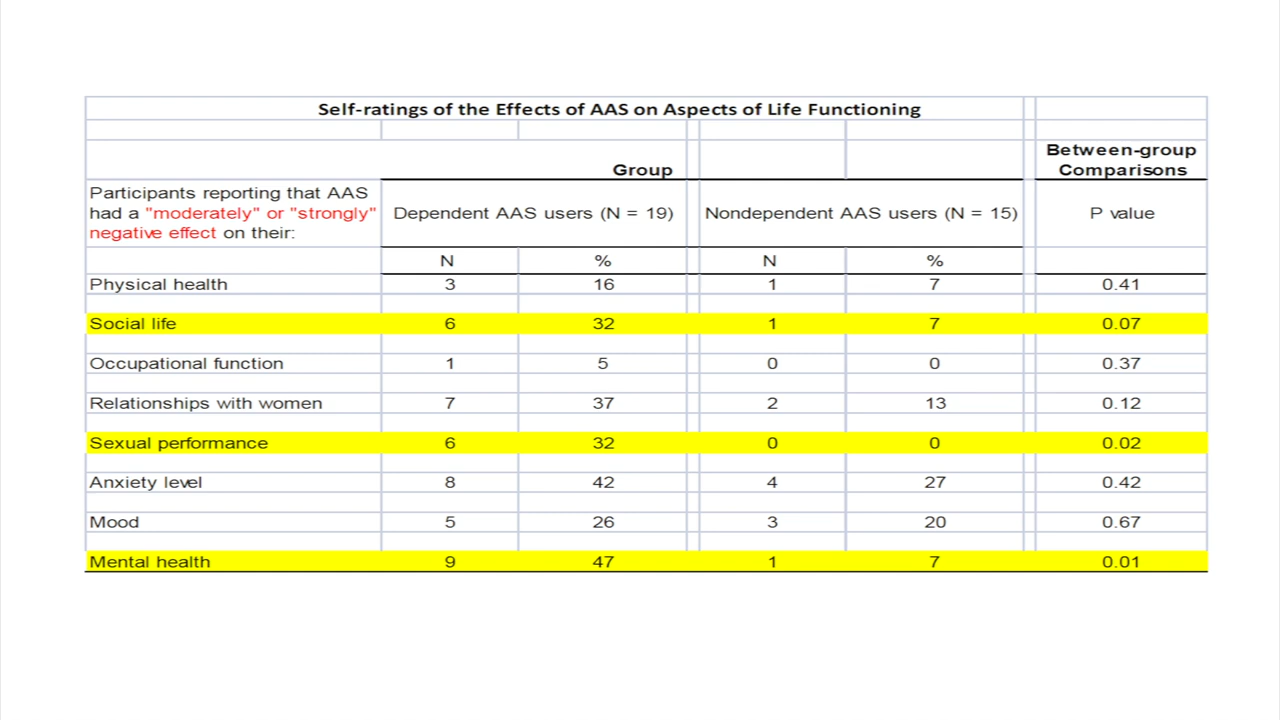 Self-ratings of the Effects of AAS on Aspects of Life Functioning
Between-group
Group Comparisons
Participants reporting that AAS
had a "moderately" or "strongly" Dependent AAS users (N = 19) Nondependent AAS users (N = 15) P value
negative effect on their:
N % N %
Physical health 3 16 1 7 0.41
Social life 6 32 1 7 0.07
Occupational function 1 5 0 0 0.37
Relationships with women 7 37 2 13 0.12
Sexual performance 6 32 0 0 0.02
Anxiety level 8 42 4 27 0.42
Mood 5 26 3 20 0.67
Mental health 9 47 1 7 0.01